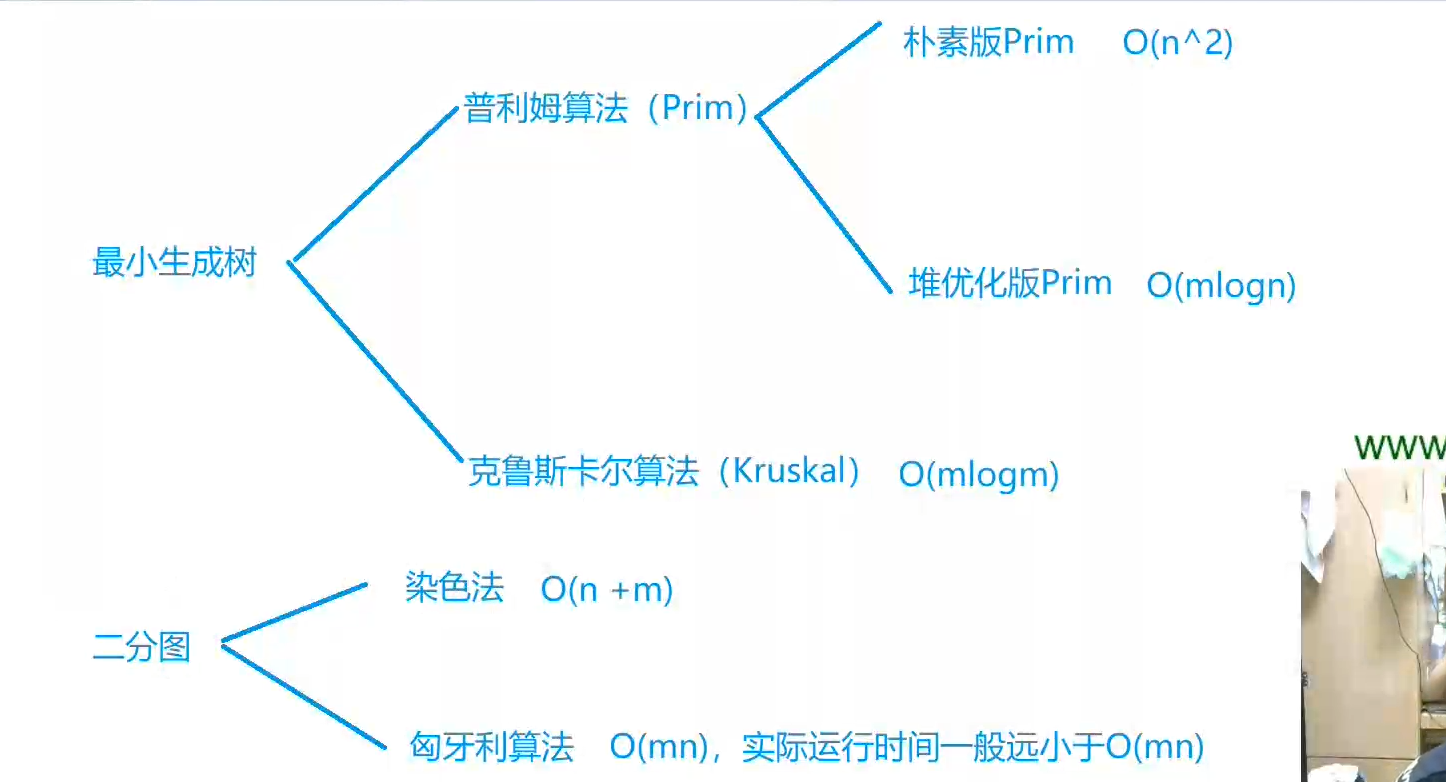 朴素版Prim O(n^2)
普利姆算法（Prim）
最小生成树
堆优化版Prim O(mlogn)
克鲁斯卡尔算法（Kruskal） O(mlogm)
www
染色法 O(n +m)
二分图
匈牙利算法 O(mn)，实际运行时间一般远小于O(mn)